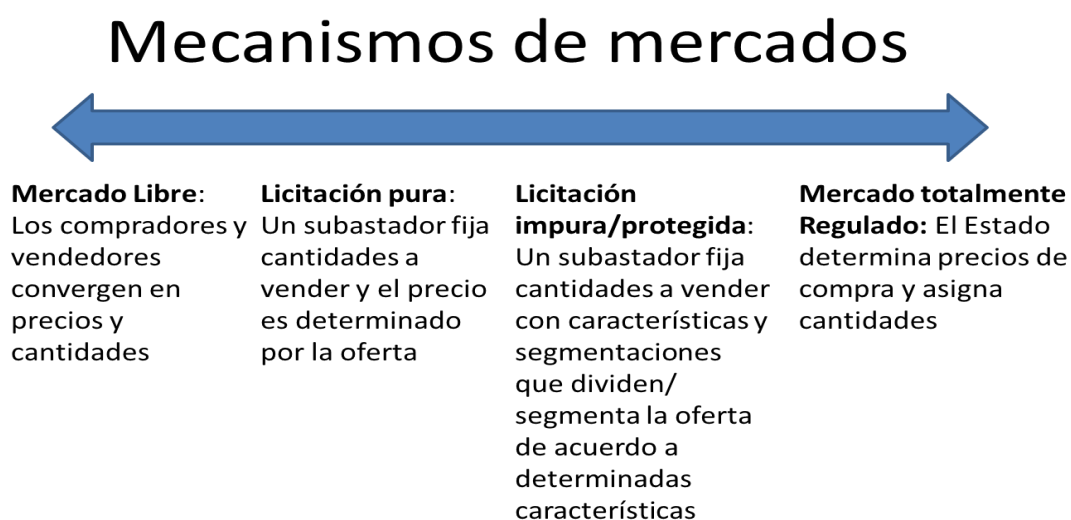 Mecanismos de mercados
Mercado Libre:
Los compradores y
vendedores
convergen en
precios y
cantidades
Licitación pura:
Un subastador fija
cantidades a
vender y el precio
es determinado
por la oferta
Licitación
impura/protegida:
Un subastador fija
cantidades a vender
con características y
segmentaciones
que dividen/
segmenta la oferta
de acuerdo a
determinadas
características
Mercado totalmente
Regulado: El Estado
determina precios de
compra y asigna
cantidades